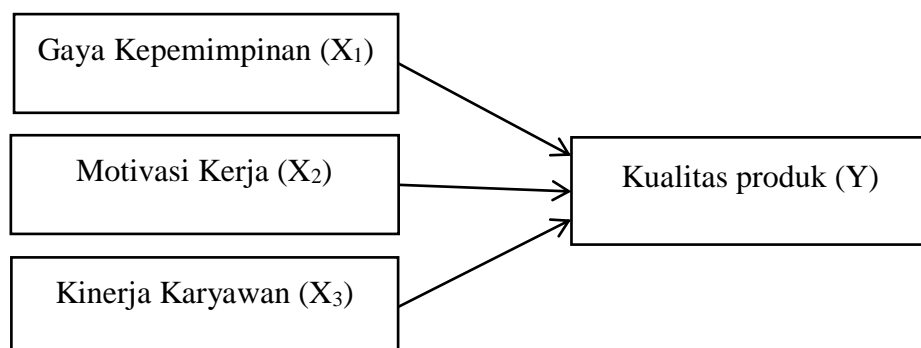 Gaya Kepemimpinan (X₁)
Motivasi Kerja (X₂)
Kualitas produk (Y)
Kinerja Karyawan (X₃)